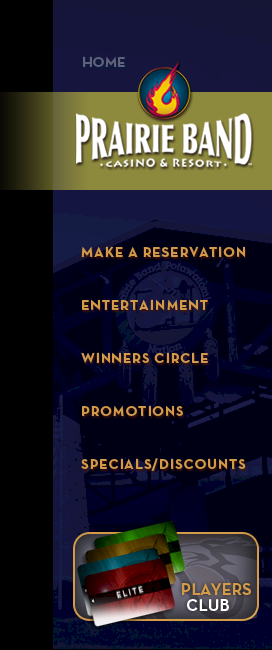 HOME
PRAIRIE BAND
· CASINO & RESORT ·
MAKE A RESERVATION
ENTERTAINMENT
WINNERS CIRCLE
PROMOTIONS
SPECIALS/DISCOUNTS
ELITE
PLAYERS
CLUB